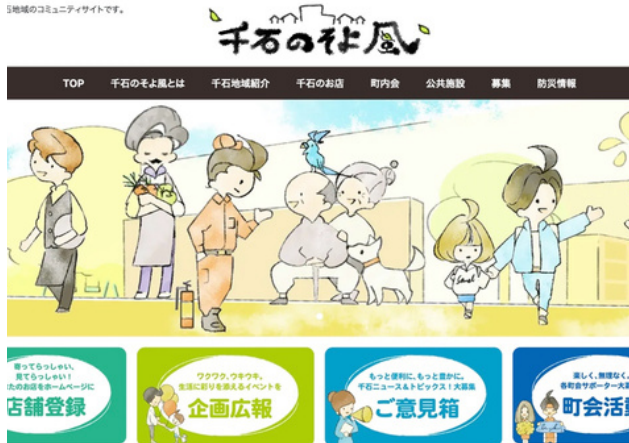 石地域のコミュニティサイトです。
千石のそよ風
TOP 千石のそよ風とは 千石地域紹介 千石のお店 町内会 公共施設 募集 防災情報
寄ってらっしゃい、
見てらっしゃい!
たのお店をホームページに
店舗登録
ワクワク、ウキウキ。
生活に彩りを添えるイベントを
企画広報
もっと便利に、もっと豊かに。
千石ニュース&トピックス!大募集
ご意見箱
楽しく、無理なく。
各町会サポーター大募
町会活動